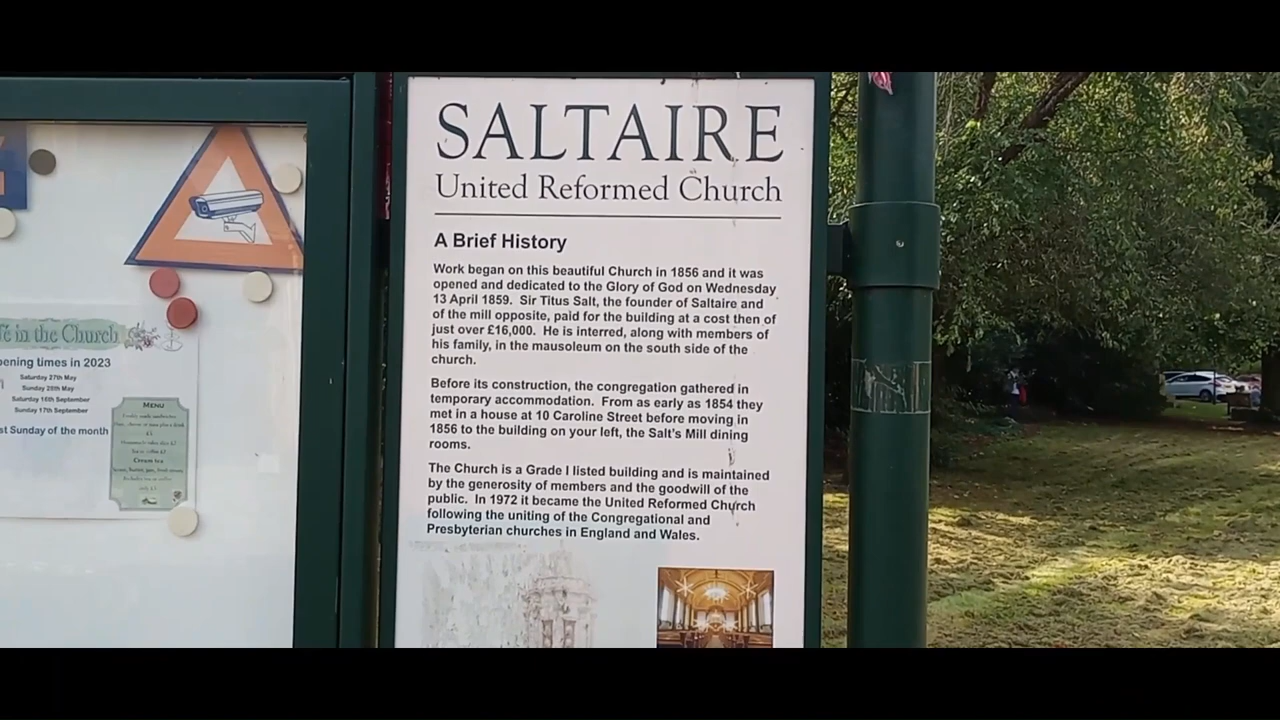 SALTAIRE
United Reformed Church
A Brief History
Work began on this beautiful Church in 1856 and it was
opened and dedicated to the Glory of God on Wednesday
13 April 1859. Sir Titus Salt, the founder of Saltaire and
of the mill opposite, paid for the building at a cost then of
just over £16,000. He is interred, along with members of
his family, in the mausoleum on the south side of the
church.
Before its construction, the congregation gathered in
temporary accommodation. From as early as 1854 they
met in a house at 10 Caroline Street before moving in
1856 to the building on your left, the Salt's Mill dining
rooms.
The Church is a Grade I listed building and is maintained
by the generosity of members and the goodwill of the
public. In 1972 it became the United Reformed Church
following the uniting of the Congregational and
Presbyterian churches in England and Wales.
fé in the Church
pening times in 2023
Saturday 27th May
Sunday 28th May
Saturday 16th September
Sunday 17th September
st Sunday of the month
MENU
Cream tea